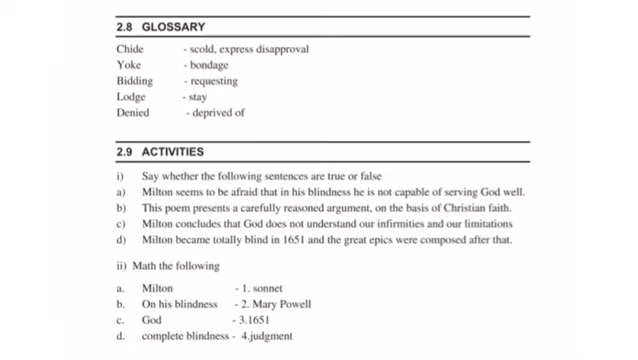 2.8 GLOSSARY
Chide - scold, express disapproval
Yoke - bondage
Bidding - requesting
Lodge - stay
Denied - deprived of
2.9 ACTIVITIES
i) Say whether the following sentences are true or false
a) Milton seems to be afraid that in his blindness he is not capable of serving God well.
b) This poem presents a carefully reasoned argument, on the basis of Christian faith.
c) Milton concludes that God does not understand our infirmities and our limitations
d) Milton became totally blind in 1651 and the great epics were composed after that.
ii) Math the following
a. Milton - 1. sonnet
b. On his blindness - 2. Mary Powell
c. God - 3.1651
d. complete blindness - 4.judgment